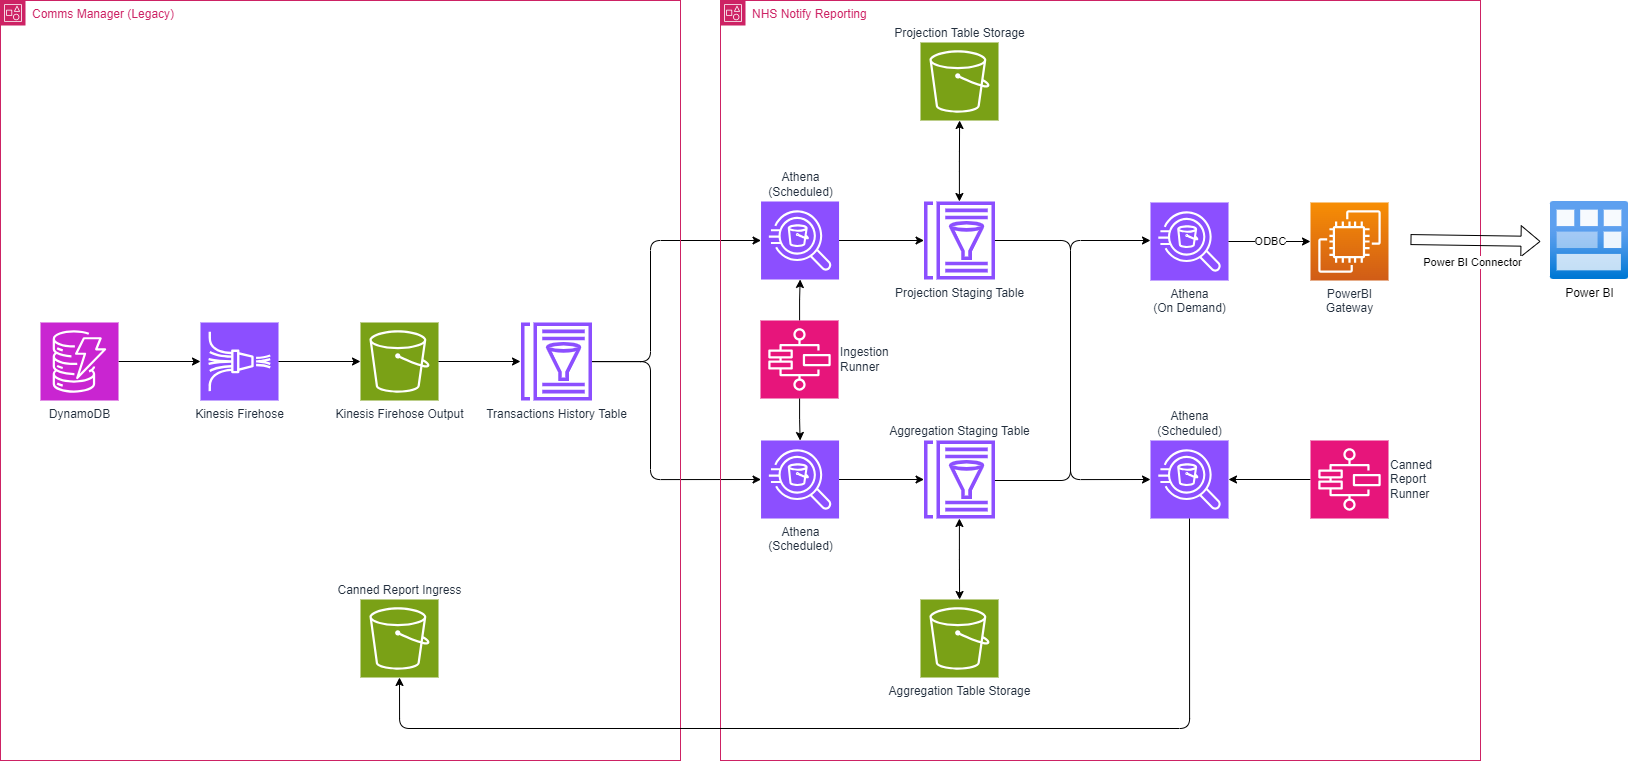 Comms Manager (Legacy)
NHS Notify Reporting
Projection Table Storage
Athena
(Scheduled)
Projection Staging Table
Athena
(On Demand)
ODBC
PowerBI
Gateway
Power BI Connector
Power BI
DynamoDB
Kinesis Firehose
Kinesis Firehose Output
Transactions History Table
Ingestion
Runner
Aggregation Staging Table
Athena
(Scheduled)
Athena
(Scheduled)
Canned
Report
Runner
Canned Report Ingress
Aggregation Table Storage